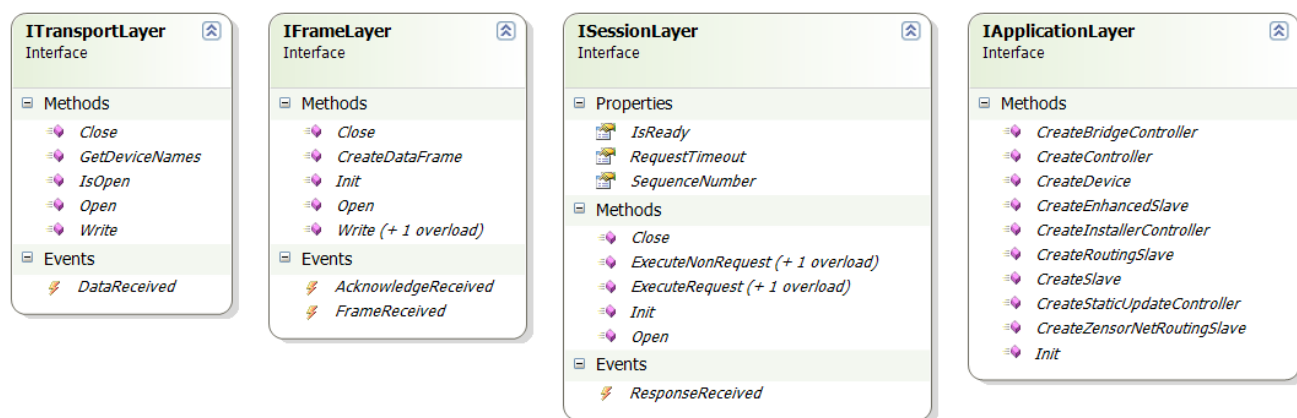 ITransportLayer
Interface
Methods
Close
GetDeviceNames
IsOpen
Open
Write
Events
DataReceived
IFrameLayer
Interface
Methods
Close
CreateDataFrame
Init
Open
Write (+ 1 overload)
Events
AcknowledgeReceived
FrameReceived
ISessionLayer
Interface
Properties
IsReady
RequestTimeout
SequenceNumber
Methods
Close
ExecuteNonRequest (+ 1 overload)
ExecuteRequest (+ 1 overload)
Init
Open
Events
ResponseReceived
IApplicationLayer
Interface
Methods
CreateBridgeController
CreateController
CreateDevice
CreateEnhancedSlave
CreateInstallerController
CreateRoutingSlave
CreateSlave
CreateStaticUpdateController
CreateZensorNetRoutingSlave
Init